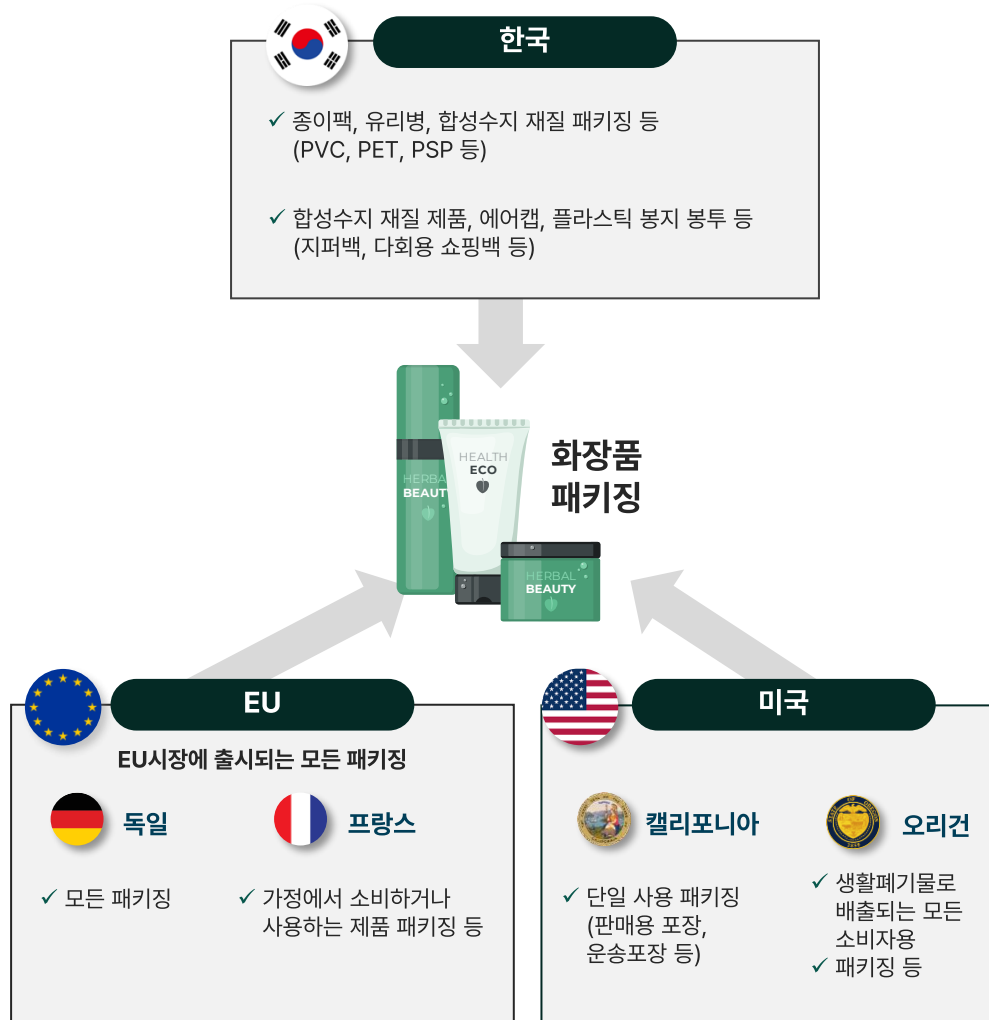 한국
종이팩, 유리병, 합성수지 재질 패키징 등
(PVC, PET, PSP 등)
합성수지 재질 제품, 에어캡, 플라스틱 봉지 봉투 등
(지퍼백, 다회용 쇼핑백 등)
HEALTH
ECO
BEAUT
HERBAL
BEAUTY
화장품
패키징
EU
EU시장에 출시되는 모든 패키징
독일
모든 패키징
프랑스
가정에서 소비하거나
사용하는 제품 패키징 등
미국
캘리포니아
단일 사용 패키징
(판매용 포장,
운송포장 등)
오리건
생활폐기물로
배출되는 모든
소비자용
패키징 등